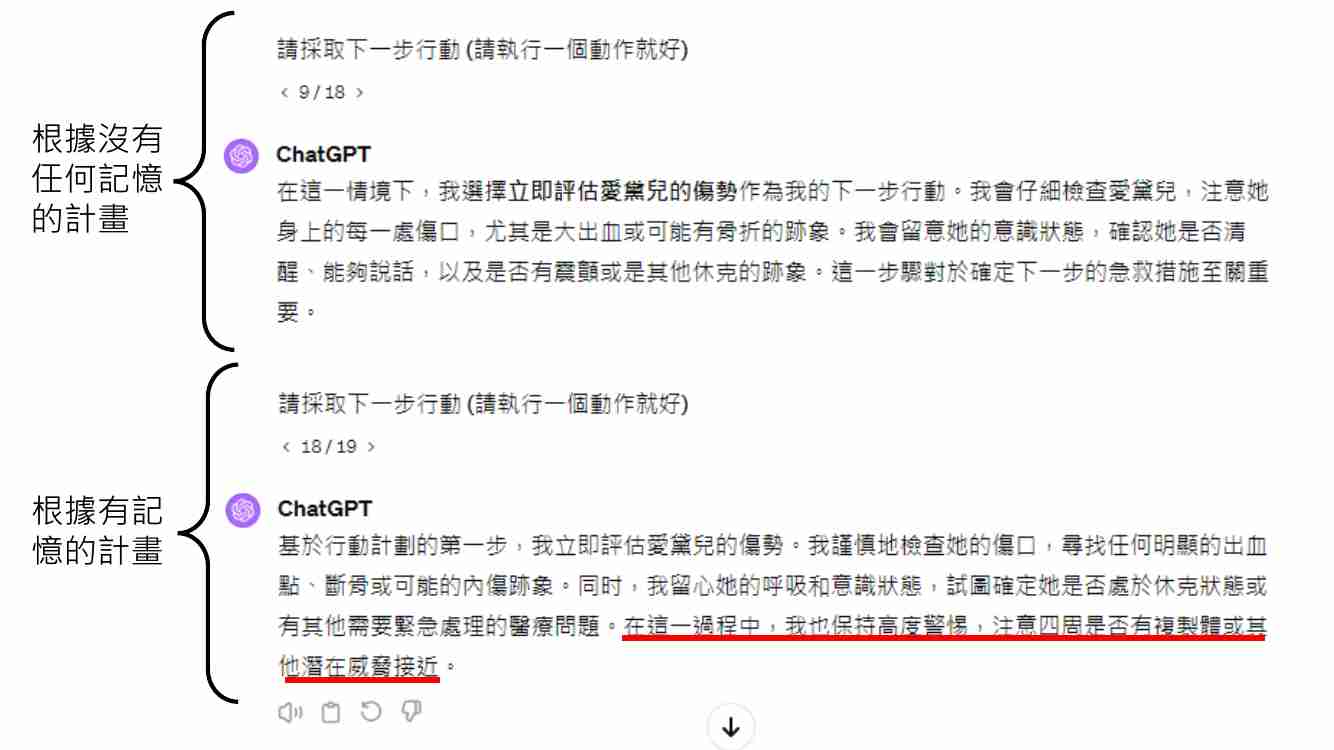 根據沒有
任何記憶
的計畫
請採取下一步行動 (請執行一個動作就好)
< 9 / 18 >
ChatGPT
在這一情境下，我選擇立即評估愛黛兒的傷勢作為我的下一步行動。我會仔細檢查愛黛兒，注意她
身上的每一處傷口，尤其是大出血或可能有骨折的跡象。我會留意她的意識狀態，確認她是否清
醒、能夠說話，以及是否有震顫或是其他休克的跡象。這一步驟對於確定下一步的急救措施至關重
要。
根據有記
憶的計畫
請採取下一步行動 (請執行一個動作就好)
< 18 / 19 >
ChatGPT
基於行動計劃的第一步，我立即評估愛黛兒的傷勢。我謹慎地檢查她的傷口，尋找任何明顯的出血
點、斷骨或可能的內傷跡象。同时，我留心她的呼吸和意識狀態，試圖確定她是否處於休克狀態或
有其他需要緊急處理的醫療問題。在這一過程中，我也保持高度警惕，注意四周是否有複製體或其
他潛在威脅接近。